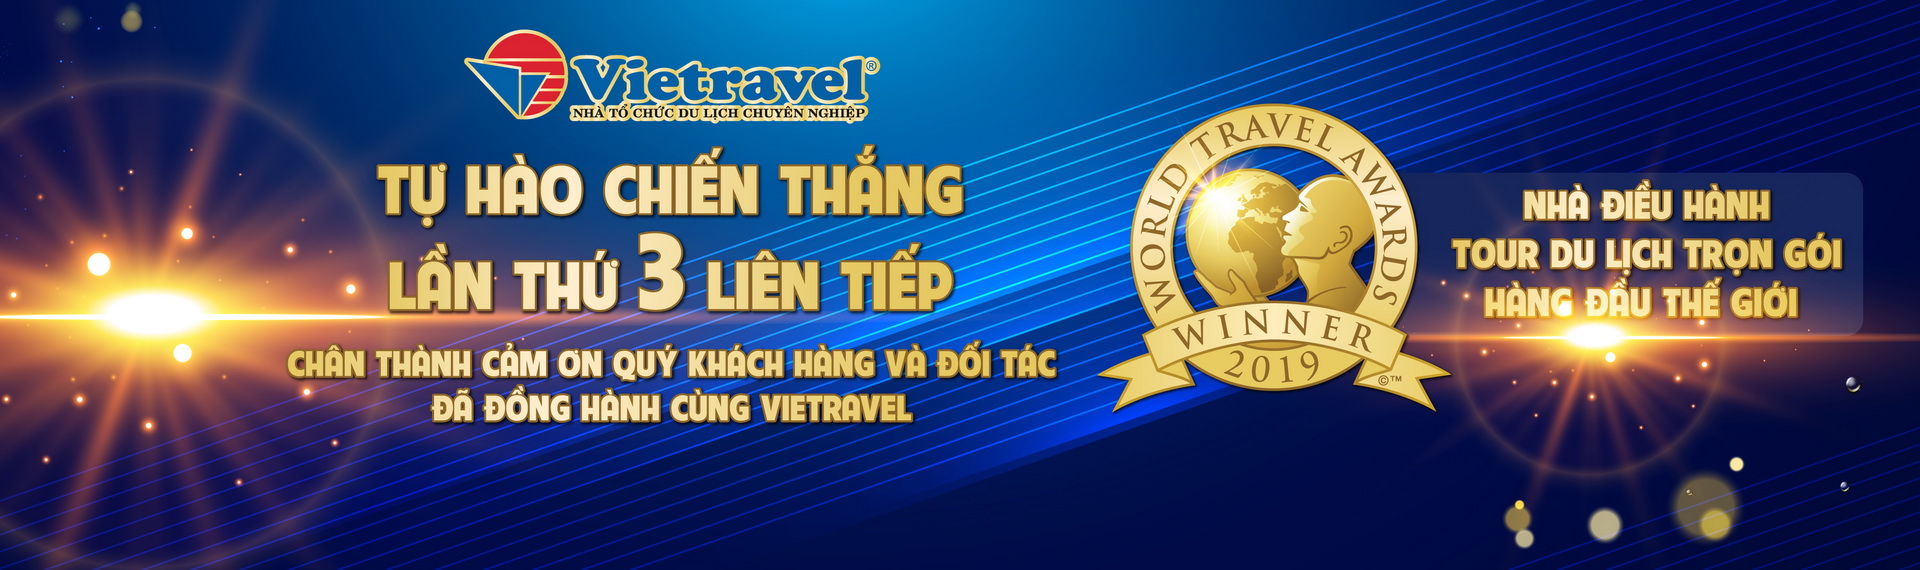 Vietravel®
NHÀ TỔ CHỨC DU LỊCH CHUYÊN NGHIỆP
TỰ HÀO CHIẾN THẮNG
LẦN THỨ 3 LIÊN TIẾP
CHÂN THÀNH CẢM ƠN QUÝ KHÁCH HÀNG VÀ ĐỐI TÁC
ĐÃ ĐỒNG HÀNH CÙNG VIETRAVEL
WORLD TRAVEL AWARDS
WINNER
2019
©™
NHÀ ĐIỀU HÀNH
TOUR DU LỊCH TRỌN GÓI
HÀNG ĐẦU THẾ GIỚI